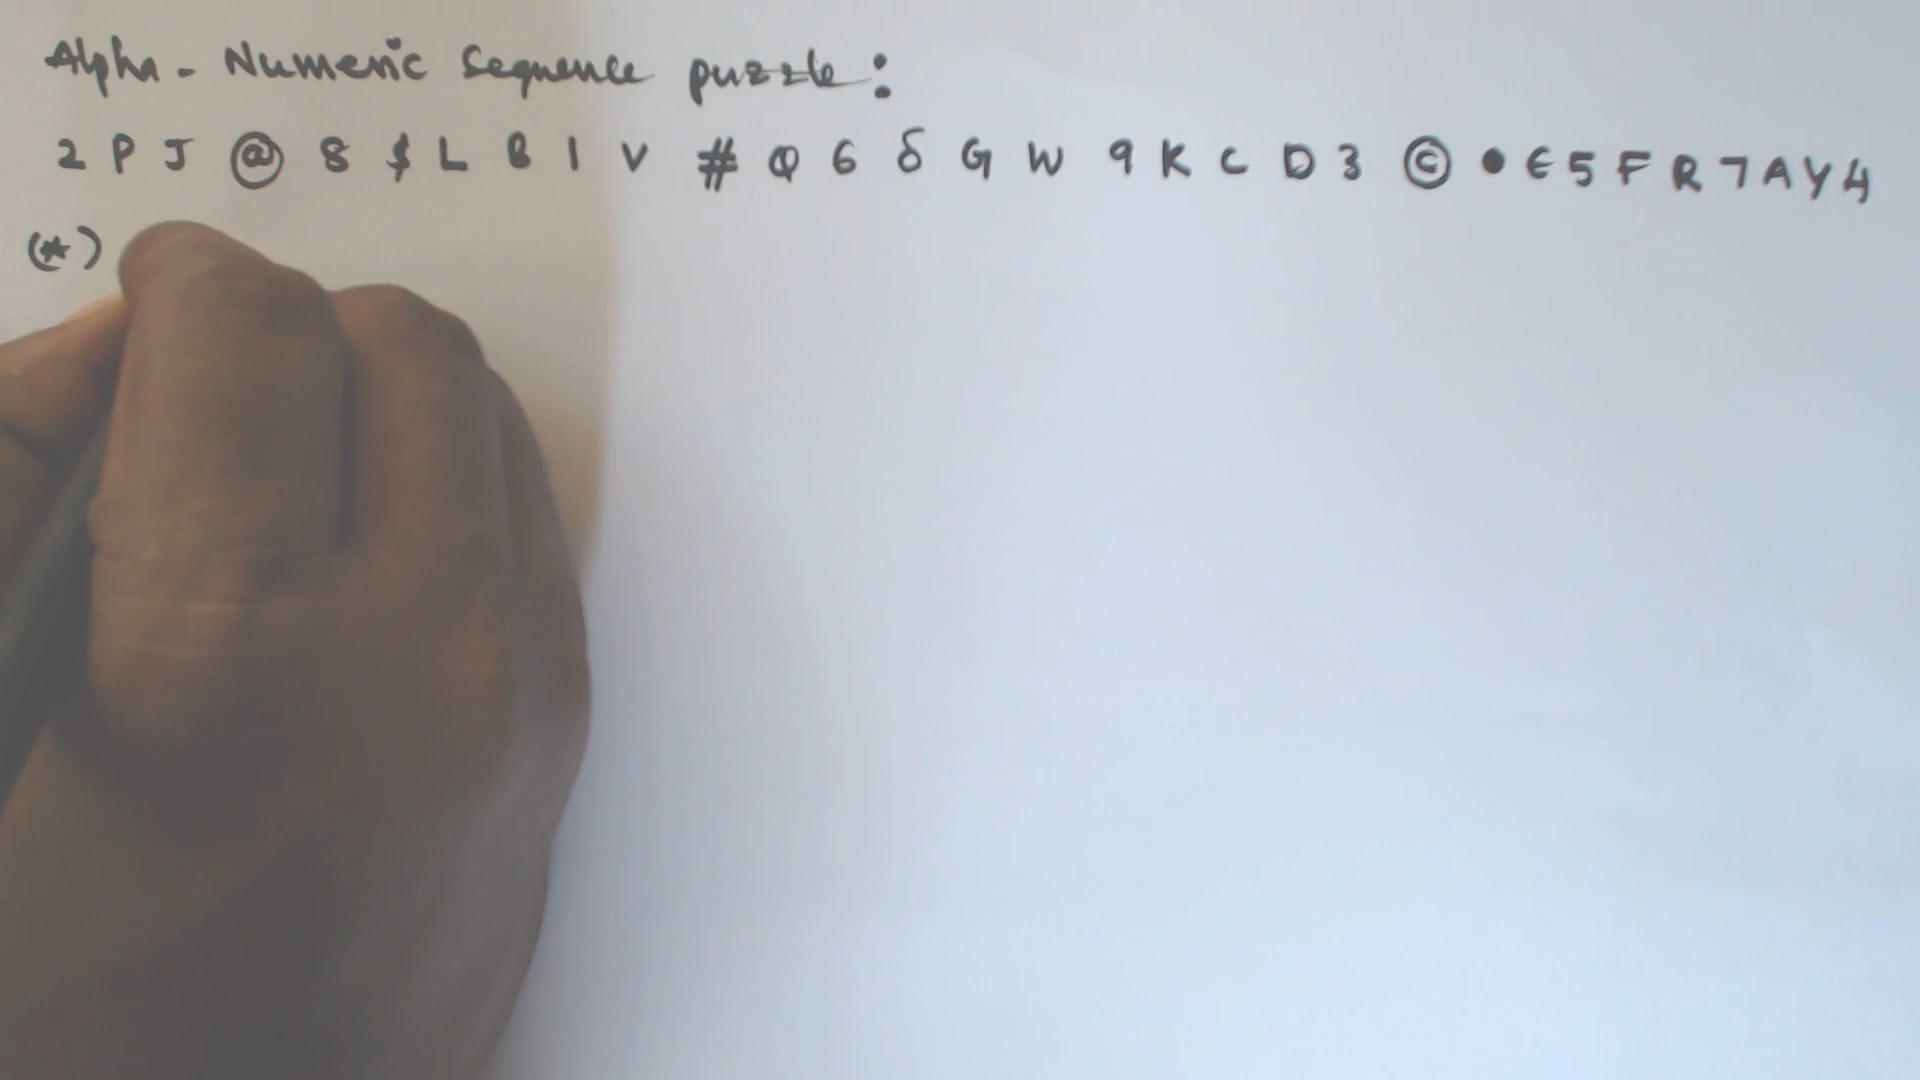 Alpha - Numeric Sequence puzzle:
2 P J @ 8 $ L B 1 V # Q 6 δ G W 9 K C D 3 © • € 5 F R 7 A Y 4
(*)